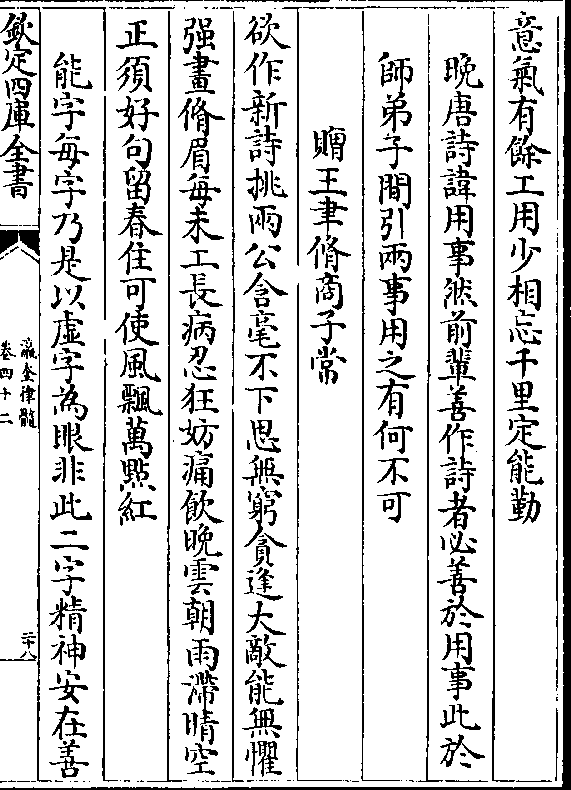 意氣有餘工用少相忘千里定能勤
晚唐詩諱用事然前輩善作詩者必善於用事此於
師弟子間引兩事用之有何不可
贈王聿脩商子常
欲作新詩挑兩公含毫不下思無窮貪逢大敵能無懼
强畫脩眉每未工長病忍狂妨痛飲晚雲朝雨滯晴空
正須好句留春住可使風飄萬㸃紅
能字每字乃是以虛字為眼非此二字精神安在善
欽定四庫全書
瀛奎律髓
卷四十二
二十八